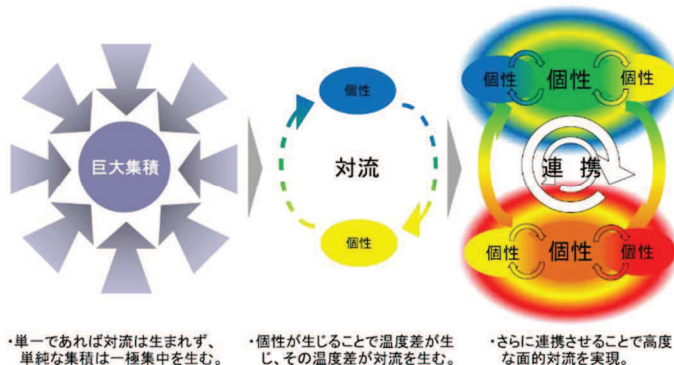 巨大集積
個性
対流
個性
個性
個性
個性
連携
個性
個性
個性
・単一であれば対流は生まれず、
単純な集積は一極集中を生む。
・個性が生じることで温度差が生
じ、その温度差が対流を生む。
・さらに連携させることで高度
な面的対流を実現。